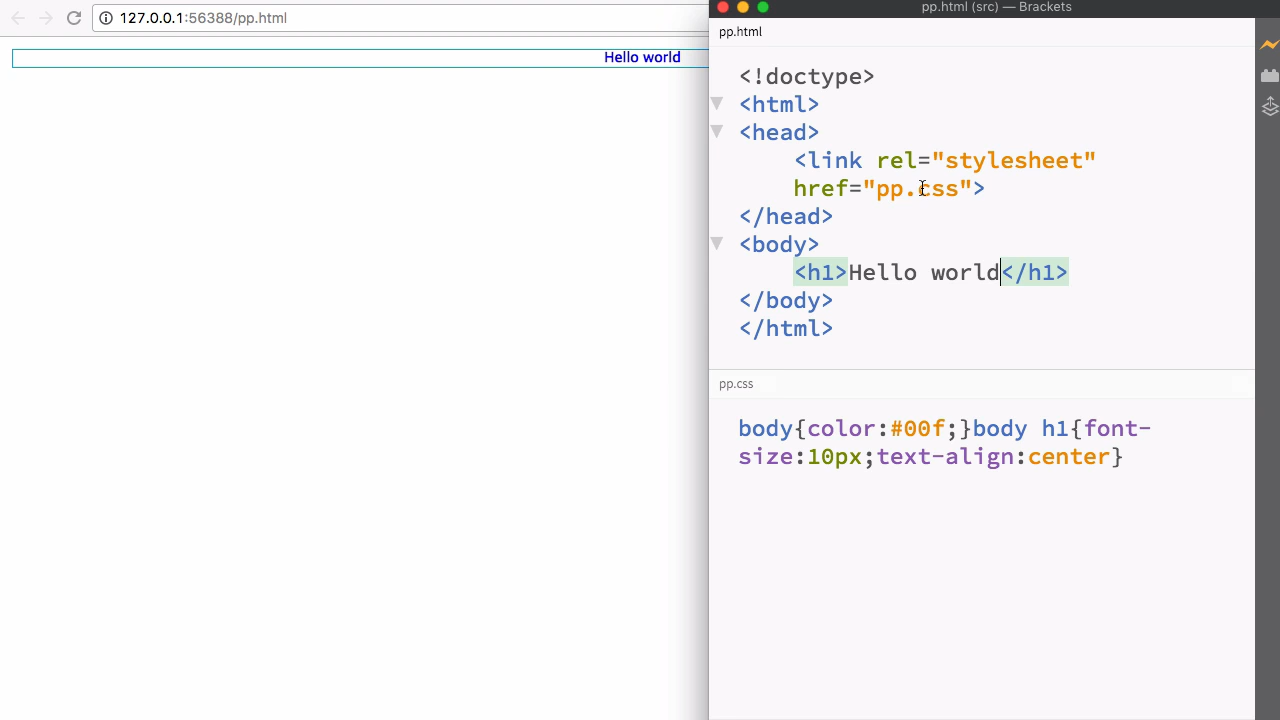 127.0.0.1:56388/pp.html
Hello world
pp.html (src) — Brackets
pp.html
<!doctype>
<html>
<head>
<link rel="stylesheet"
href="pp.css">
</head>
<body>
<h1>Hello world</h1>
</body>
</html>
pp.css
body{color:#00f;}body h1{font-
size:10px;text-align:center}